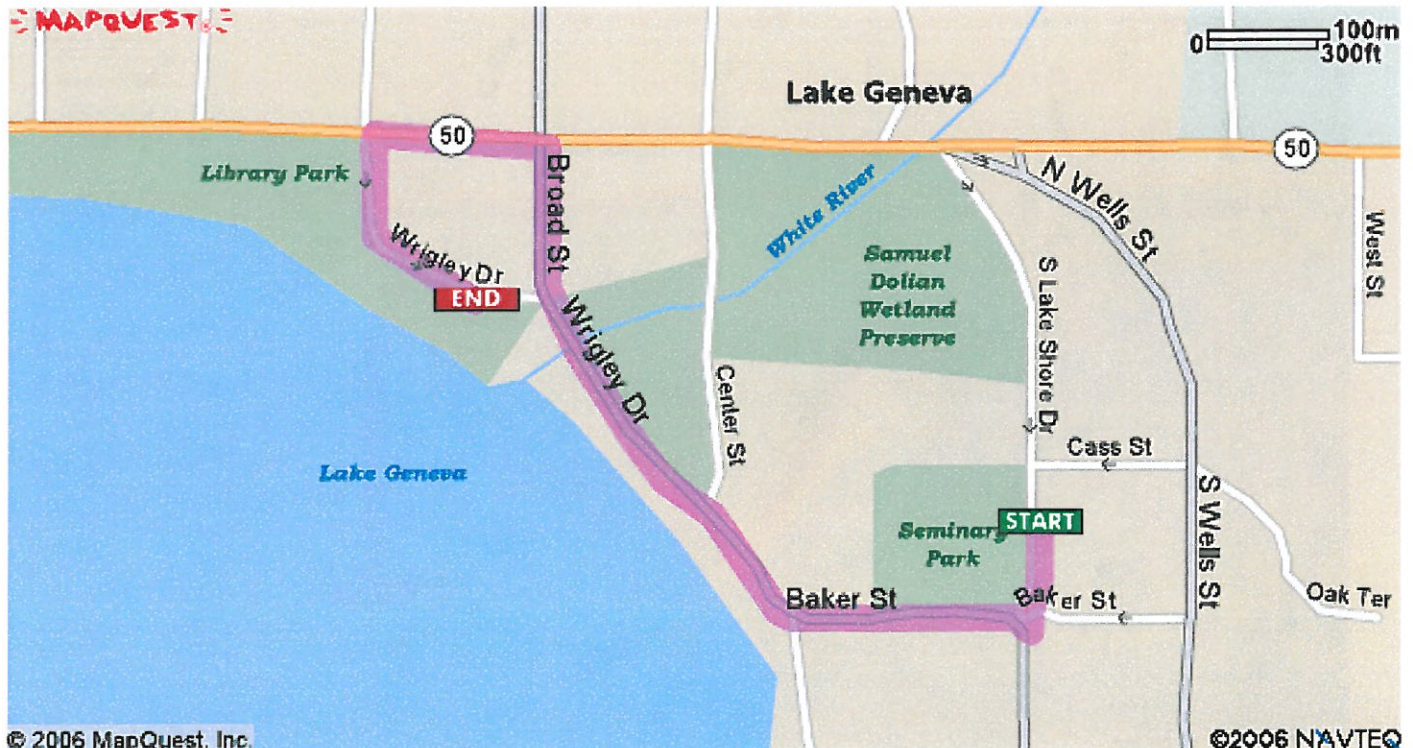 MAPQUEST
100m
0
300ft
Lake Geneva
50
50
Library Park
Broad St
White River
N Wells St
West St
Samuel
Dolian
Wetland
Preserve
Wrigley Dr
END
S Lake Shore Dr
Wrigley Dr
Center St
Cass St
Lake Geneva
S Wells St
START
Seminary
Park
Baker St
Baker St
Oak Ter
© 2006 MapQuest, Inc.
©2006 NAVTEQ